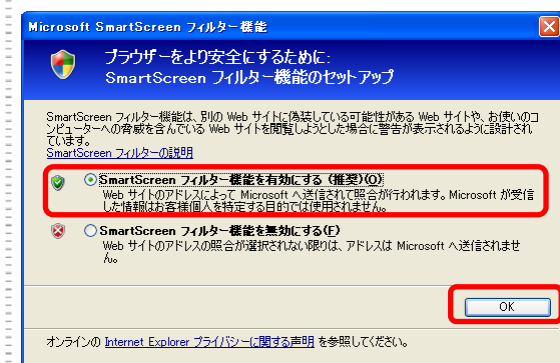 Microsoft SmartScreen フィルター機能
ブラウザーをより安全にするために:
SmartScreen フィルター機能のセットアップ
SmartScreen フィルター機能は、別の Web サイトに偽装している可能性がある Web サイトや、お使いのコ
ンピューターへの脅威を含んでいる Web サイトを閲覧しようとした場合に警告が表示されるように設計され
ています。
SmartScreen フィルターの説明
SmartScreen フィルター機能を有効にする (推奨)(O)
Web サイトのアドレスによって Microsoft へ送信されて照合が行われます。Microsoft が受信
した情報はお客様個人を特定する目的では使用されません。
SmartScreen フィルター機能を無効にする(F)
Web サイトのアドレスの照合が選択されない限りは、アドレスは Microsoft へ送信されませ
ん。
OK
オンラインの Internet Explorer プライバシーに関する声明 を参照してください。